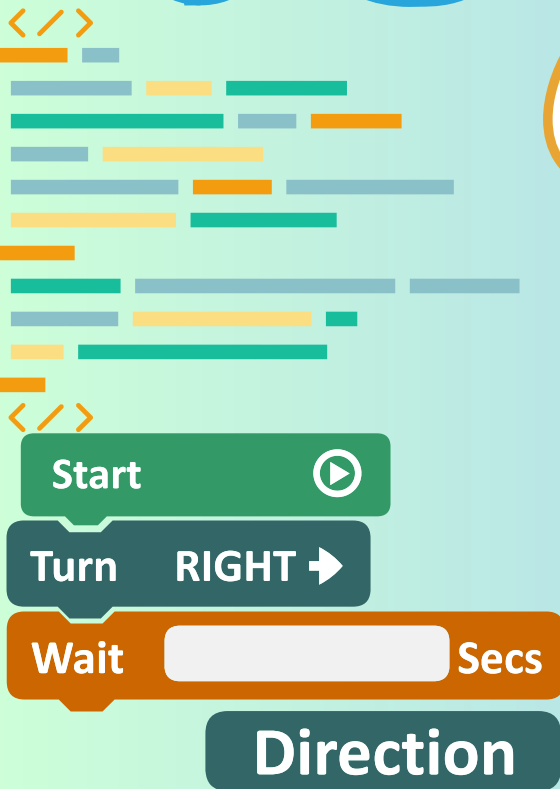 </>
</>
Start
Turn RIGHT
Wait Secs
Direction